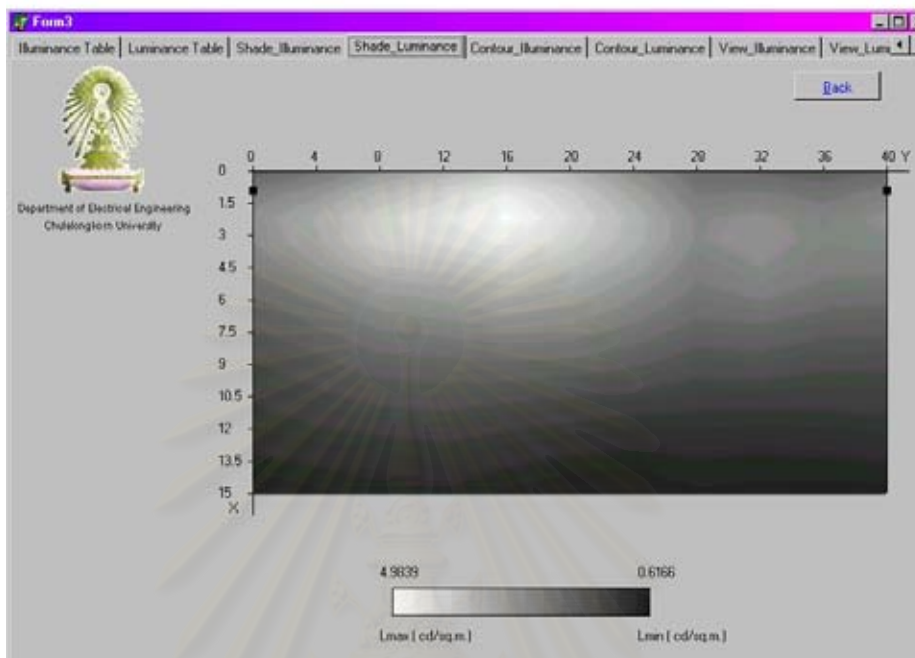 Form3
Illuminance Table Luminance Table Shade_Illuminance Shade_Luminance Contour_Illuminance Contour_Luminance View_Illuminance View_Lumi
Back
Department of Electrical Engineering
Chulalongkorn University
0 4 8 12 16 20 24 28 32 36 40 Y
0
1.5
3
4.5
6
7.5
9
10.5
12
13.5
15
X
4.9839 0.6166
Lmax ( cd/sq.m.) Lmin ( cd/sq.m.)